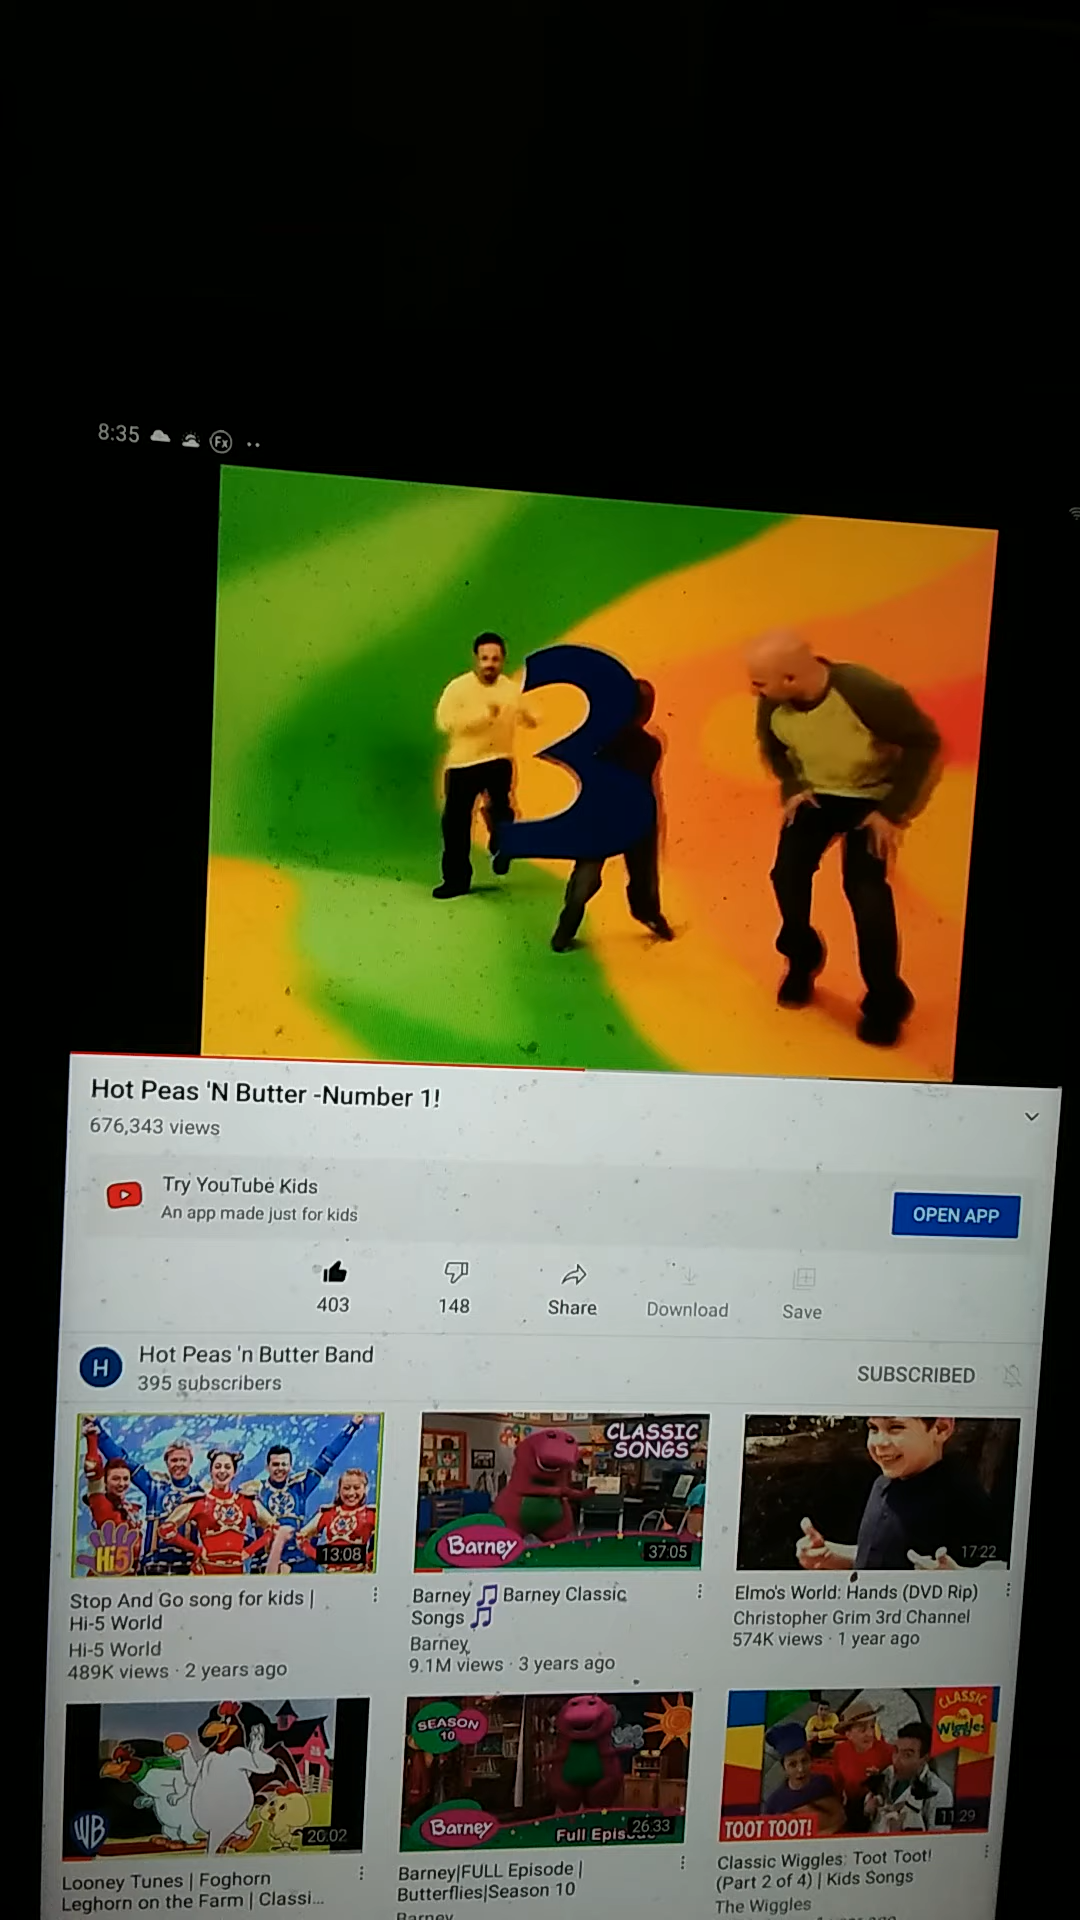 8:35
Fx
3
Hot Peas 'N Butter -Number 1!
676,343 views
Try YouTube Kids
An app made just for kids
OPEN APP
403
148
Share
Download
Save
H
Hot Peas 'n Butter Band
395 subscribers
SUBSCRIBED
Hi5
13:08
CLASSIC
SONGS
Barney
37:05
17:22
Stop And Go song for kids |
Hi-5 World
Hi-5 World
489K views · 2 years ago
Barney 🎵 Barney Classic
Songs 🎵
Barney
9.1M views · 3 years ago
Elmo's World: Hands (DVD Rip)
Christopher Grim 3rd Channel
574K views · 1 year ago
WB
20:02
SEASON
10
Barney
Full Epis
26:33
CLASSIC
Wiggles
TOOT TOOT!
11:29
Looney Tunes | Foghorn
Leghorn on the Farm | Classi...
Barney|FULL Episode |
Butterflies|Season 10
Barney
Classic Wiggles: Toot Toot!
(Part 2 of 4) | Kids Songs
The Wiggles